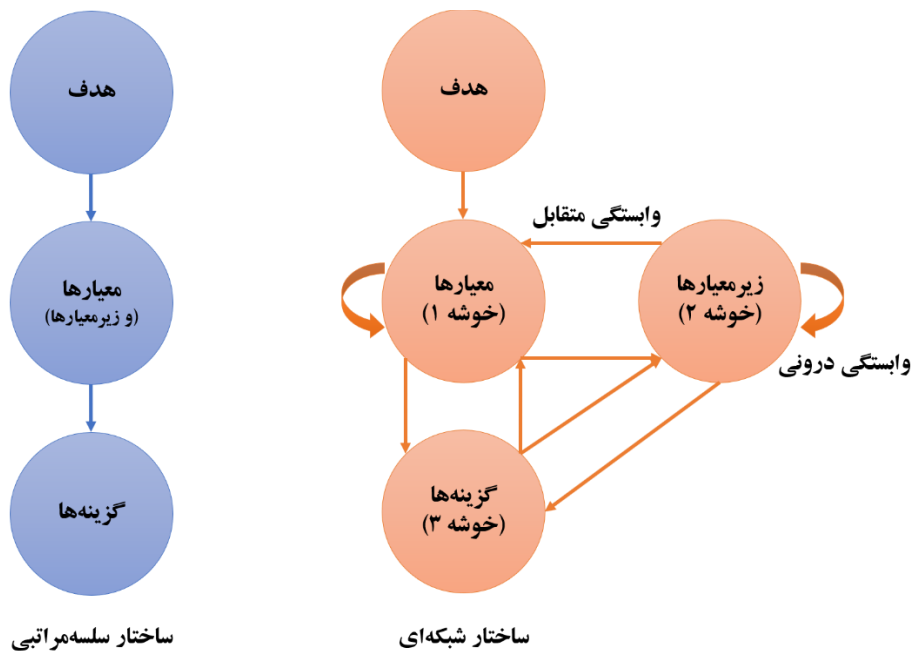 هدف
هدف
وابستگی متقابل
معیارها
(و زیرمعیارها)
معیارها
(خوشه ۱)
زیرمعیارها
(خوشه ۲)
وابستگی درونی
گزینه‌ها
گزینه‌ها
(خوشه ۳)
ساختار سلسه‌مراتبی
ساختار شبکه‌ای